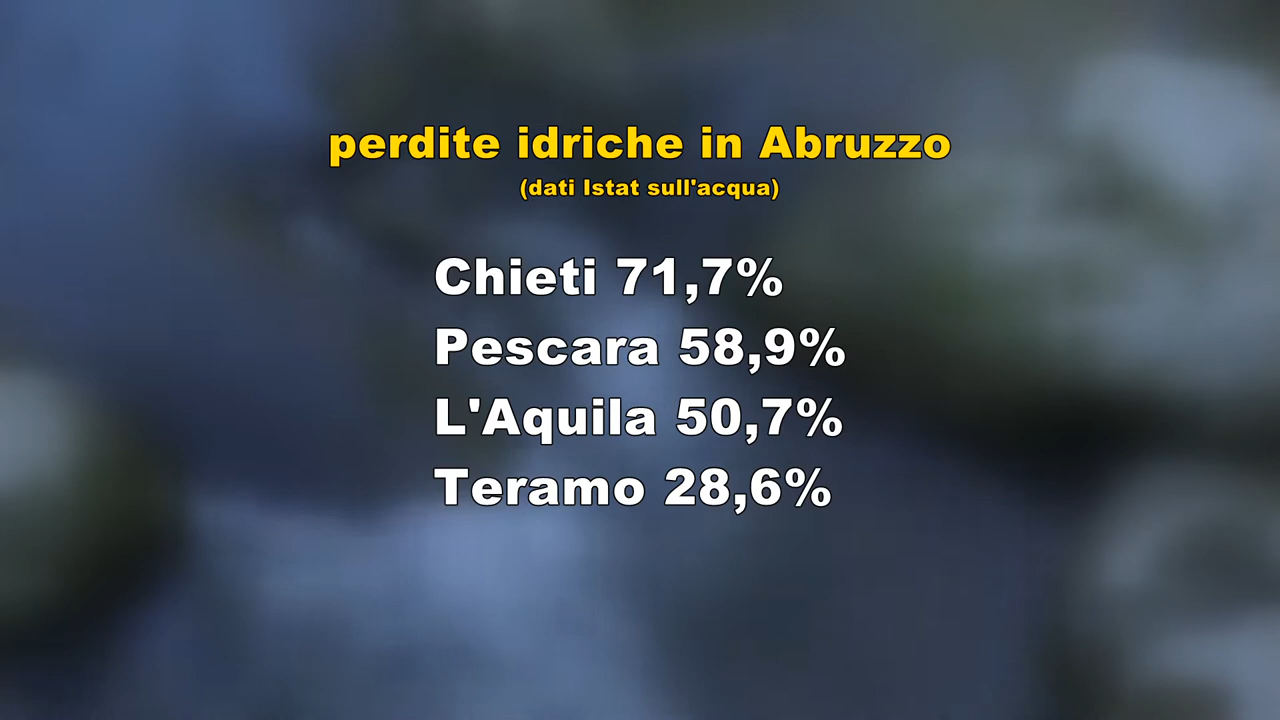 perdite idriche in Abruzzo
(dati Istat sull'acqua)
Chieti 71,7%
Pescara 58,9%
L'Aquila 50,7%
Teramo 28,6%